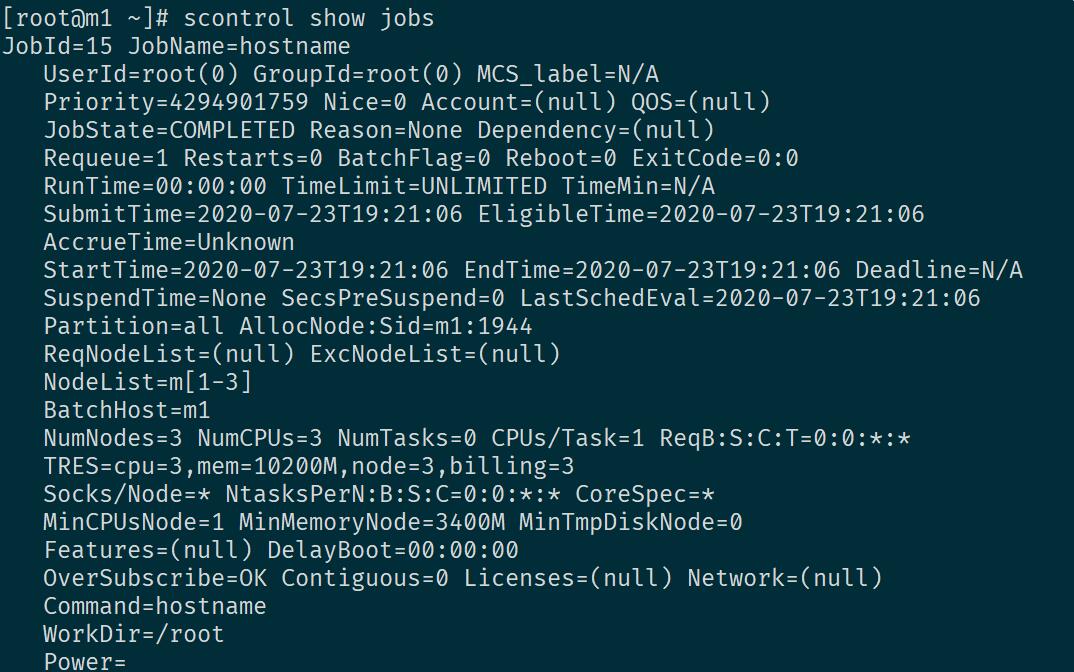 [root@m1 ~]# scontrol show jobs
JobId=15 JobName=hostname
UserId=root(0) GroupId=root(0) MCS_label=N/A
Priority=4294901759 Nice=0 Account=(null) QOS=(null)
JobState=COMPLETED Reason=None Dependency=(null)
Requeue=1 Restarts=0 BatchFlag=0 Reboot=0 ExitCode=0:0
RunTime=00:00:00 TimeLimit=UNLIMITED TimeMin=N/A
SubmitTime=2020-07-23T19:21:06 EligibleTime=2020-07-23T19:21:06
AccrueTime=Unknown
StartTime=2020-07-23T19:21:06 EndTime=2020-07-23T19:21:06 Deadline=N/A
SuspendTime=None SecsPreSuspend=0 LastSchedEval=2020-07-23T19:21:06
Partition=all AllocNode:Sid=m1:1944
ReqNodeList=(null) ExcNodeList=(null)
NodeList=m[1-3]
BatchHost=m1
NumNodes=3 NumCPUs=3 NumTasks=0 CPUs/Task=1 ReqB:S:C:T=0:0:*:*
TRES=cpu=3,mem=10200M,node=3,billing=3
Socks/Node=* NtasksPerN:B:S:C=0:0:*:* CoreSpec=*
MinCPUsNode=1 MinMemoryNode=3400M MinTmpDiskNode=0
Features=(null) DelayBoot=00:00:00
OverSubscribe=OK Contiguous=0 Licenses=(null) Network=(null)
Command=hostname
WorkDir=/root
Power=